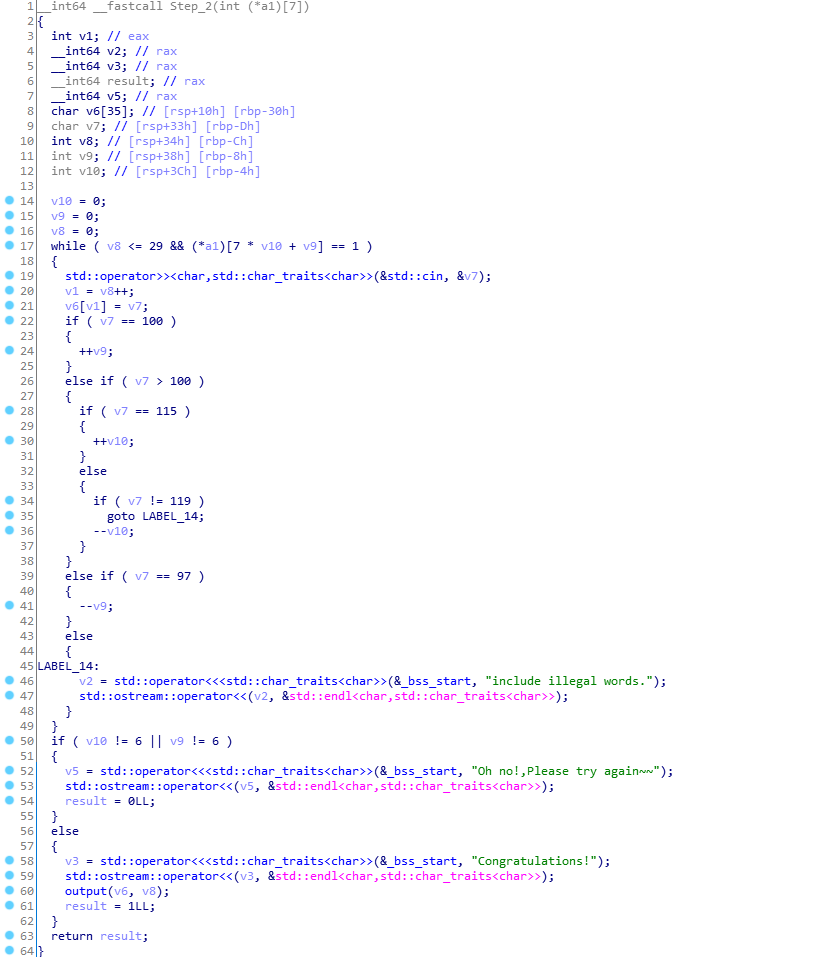 1 __int64 __fastcall Step_2(int (*a1)[7])
2 {
3   int v1; // eax
4   __int64 v2; // rax
5   __int64 v3; // rax
6   __int64 result; // rax
7   __int64 v5; // rax
8   char v6[35]; // [rsp+10h] [rbp-30h]
9   char v7; // [rsp+33h] [rbp-Dh]
10   int v8; // [rsp+34h] [rbp-Ch]
11   int v9; // [rsp+38h] [rbp-8h]
12   int v10; // [rsp+3Ch] [rbp-4h]
13
14   v10 = 0;
15   v9 = 0;
16   v8 = 0;
17   while ( v8 <= 29 && (*a1)[7 * v10 + v9] == 1 )
18   {
19     std::operator>><char,std::char_traits<char>>(&std::cin, &v7);
20     v1 = v8++;
21     v6[v1] = v7;
22     if ( v7 == 100 )
23     {
24       ++v9;
25     }
26     else if ( v7 > 100 )
27     {
28       if ( v7 == 115 )
29       {
30         ++v10;
31       }
32       else
33       {
34         if ( v7 != 119 )
35           goto LABEL_14;
36         --v10;
37       }
38     }
39     else if ( v7 == 97 )
40     {
41       --v9;
42     }
43     else
44     {
45 LABEL_14:
46       v2 = std::operator<<<std::char_traits<char>>(&_bss_start, "include illegal words.");
47       std::ostream::operator<<(v2, &std::endl<char,std::char_traits<char>>);
48     }
49   }
50   if ( v10 != 6 || v9 != 6 )
51   {
52     v5 = std::operator<<<std::char_traits<char>>(&_bss_start, "Oh no!,Please try again~~");
53     std::ostream::operator<<(v5, &std::endl<char,std::char_traits<char>>);
54     result = 0LL;
55   }
56   else
57   {
58     v3 = std::operator<<<std::char_traits<char>>(&_bss_start, "Congratulations!");
59     std::ostream::operator<<(v3, &std::endl<char,std::char_traits<char>>);
60     output(v6, v8);
61     result = 1LL;
62   }
63   return result;
64 }